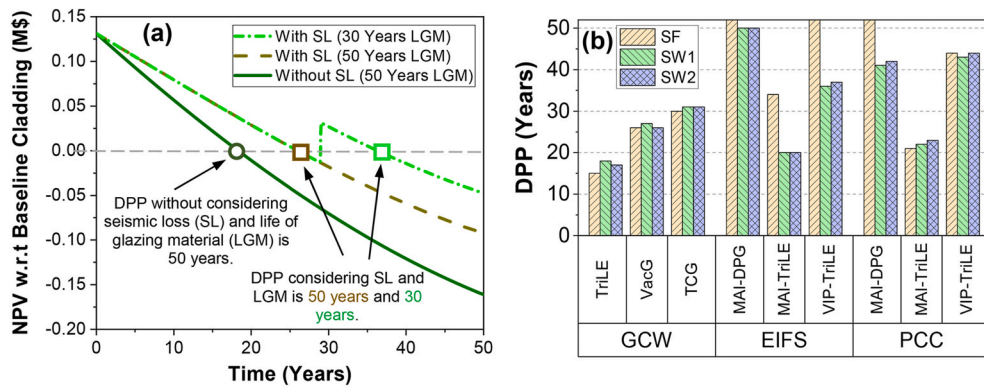 (a)
With SL (30 Years LGM)
With SL (50 Years LGM)
Without SL (50 Years LGM)
NPV w.r.t Baseline Cladding (M$)
0.15
0.10
0.05
0.00
-0.05
-0.10
-0.15
-0.20
DPP without considering
seismic loss (SL) and life of
glazing material (LGM) is
50 years.
DPP considering SL and
LGM is 50 years and 30
years.
0
10
20
30
40
50
Time (Years)
(b)
SF
SW1
SW2
DPP (Years)
50
40
30
20
10
0
TriLE
VacG
TCG
MAI-DPG
MAI-TriLE
VIP-TriLE
MAI-DPG
MAI-TriLE
VIP-TriLE
GCW
EIFS
PCC